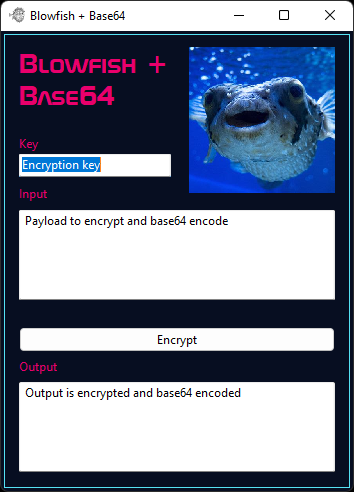 Blowfish + Base64
Blowfish +
Base64
Key
Encryption key
Input
Payload to encrypt and base64 encode
Encrypt
Output
Output is encrypted and base64 encoded